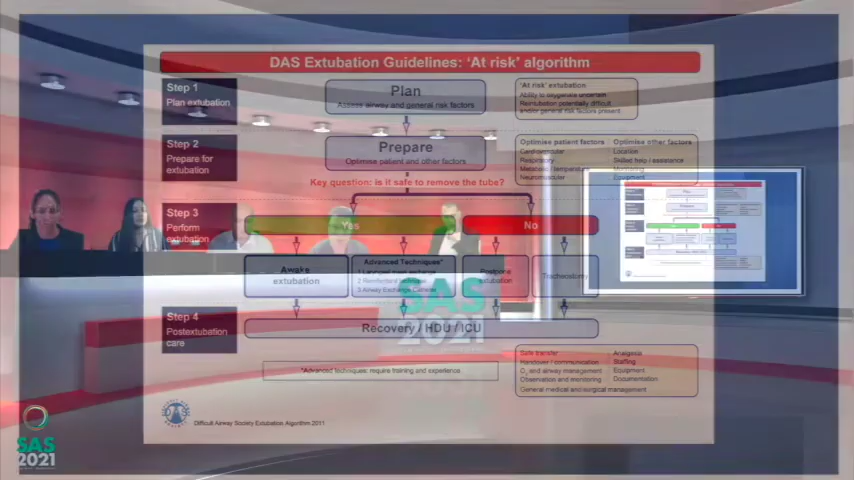 DAS Extubation Guidelines: 'At risk' algorithm
Step 1
Plan extubation
Plan
Assess airway and general risk factors
'At risk' extubation
Ability to oxygenate uncertain
Reintubation potentially difficult
and/or general risk factors present
Step 2
Prepare for
extubation
Prepare
Optimise patient and other factors
Optimise patient factors
Cardiovascular
Respiratory
Metabolic / temperature
Neuromuscular
Optimise other factors
Location
Skilled help / assistance
Monitoring
Equipment
Key question: is it safe to remove the tube?
Step 3
Perform
extubation
Yes
No
Awake
extubation
Advanced Techniques*
1 Laryngeal mask exchange
2 Remifentanil technique
3 Airway Exchange Catheter
Postpone
extubation
Tracheostomy
SAS
2021
Step 4
Postextubation
care
Recovery / HDU / ICU
*Advanced techniques: require training and experience
Safe transfer
Handover / communication
O2 and airway management
Observation and monitoring
General medical and surgical management
Analgesia
Staffing
Equipment
Documentation
Difficult Airway Society Extubation Algorithm 2011
SAS
2021